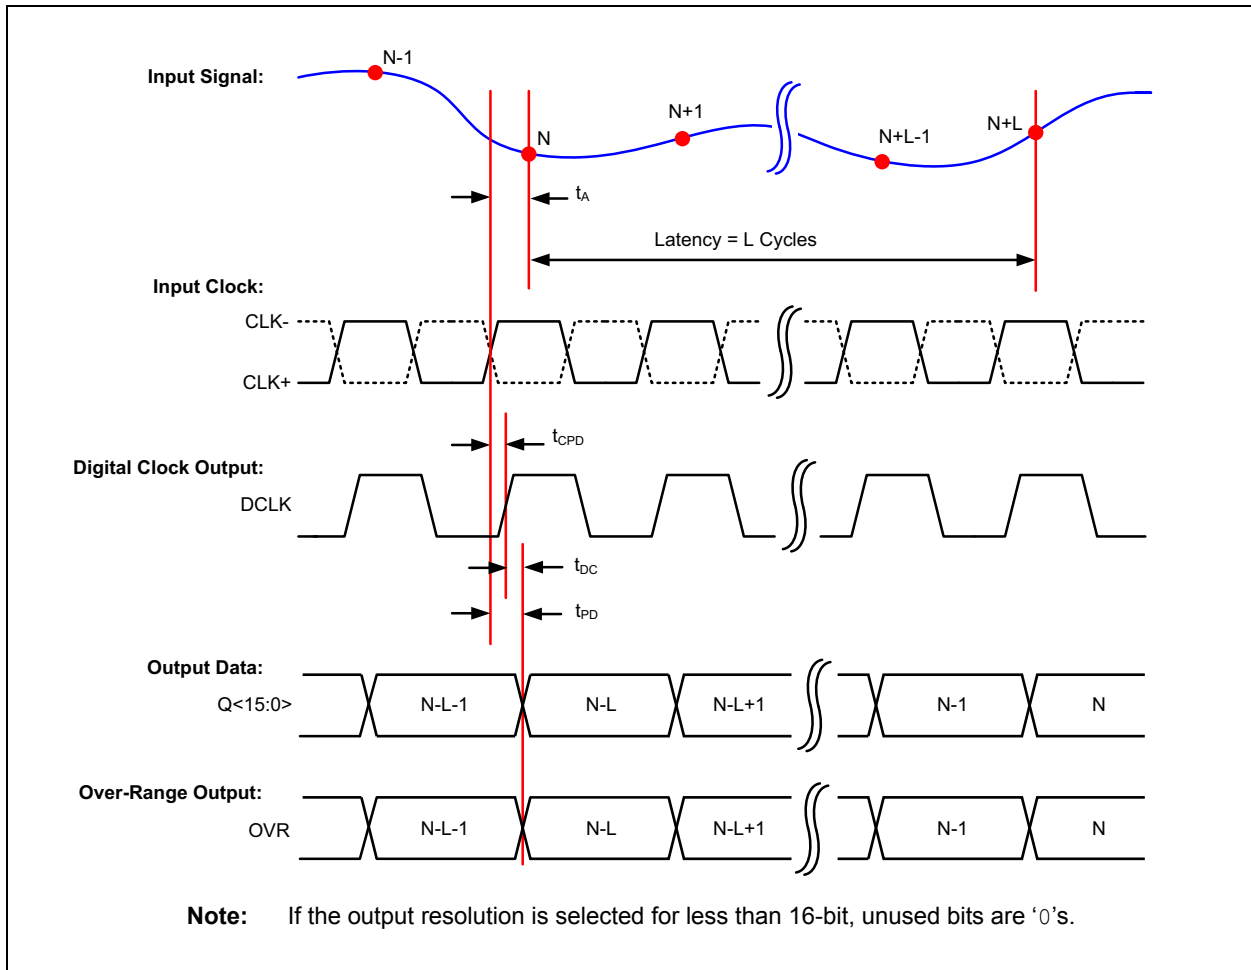 N-1
Input Signal:
N+1
N+L
N+L-1
N
tA
Latency = L Cycles
Input Clock:
CLK-
CLK+
tCPD
Digital Clock Output:
DCLK
tDC
tPD
Output Data:
Q<15:0>
N-L-1
N-L
N-L+1
N-1
N
Over-Range Output:
OVR
N-L-1
N-L
N-L+1
N-1
N
Note: If the output resolution is selected for less than 16-bit, unused bits are ‘0’s.